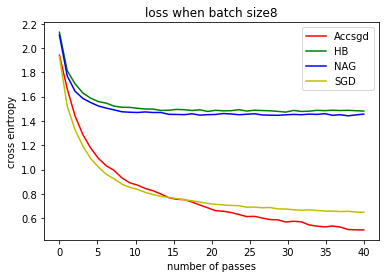 loss when batch size8
2.2
2.0
1.8
1.6
1.4
1.2
1.0
0.8
0.6
cross enrtropy
Accsgd
HB
NAG
SGD
0 5 10 15 20 25 30 35 40
number of passes